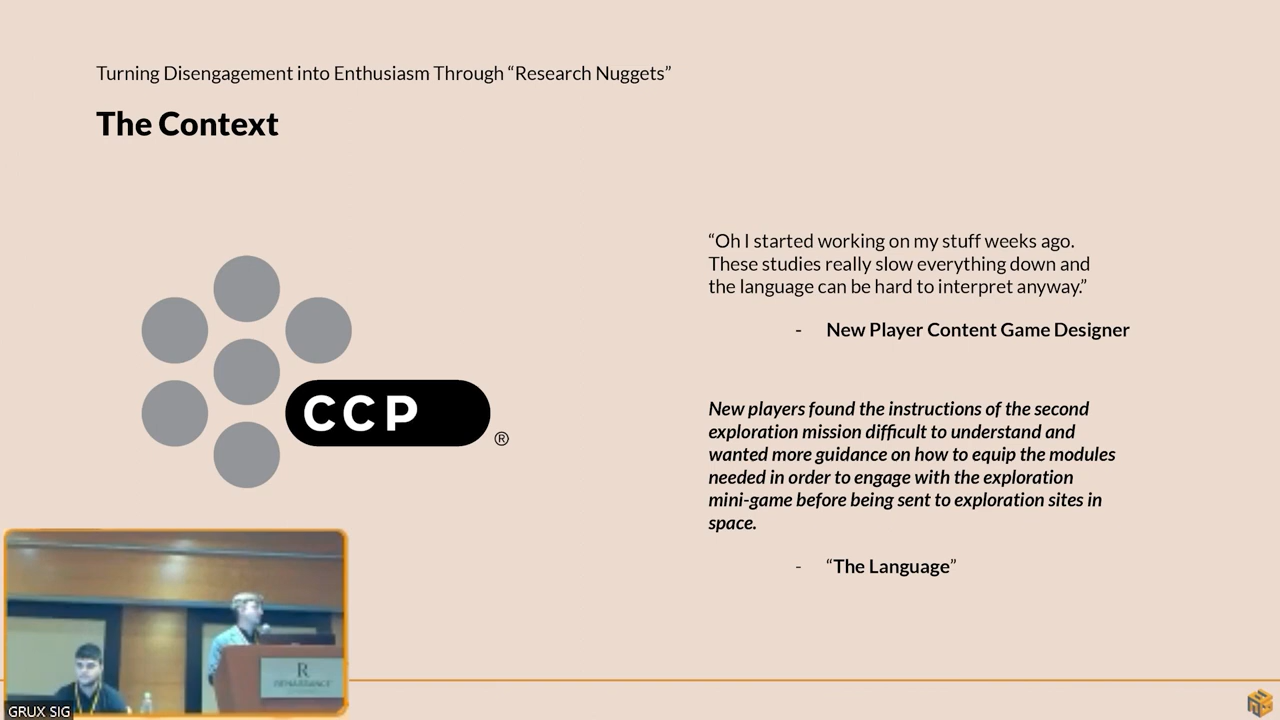 Turning Disengagement into Enthusiasm Through “Research Nuggets”
The Context
CCP
®
“Oh I started working on my stuff weeks ago.
These studies really slow everything down and
the language can be hard to interpret anyway.”
- New Player Content Game Designer
New players found the instructions of the second
exploration mission difficult to understand and
wanted more guidance on how to equip the modules
needed in order to engage with the exploration
mini-game before being sent to exploration sites in
space.
- “The Language”
R
RENAISSANCE
GRUX SIG